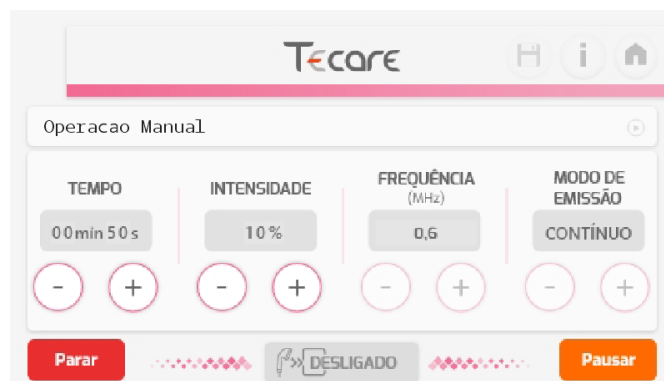 Tecare
H i
Operacao Manual
TEMPO
00min 50s
- +
INTENSIDADE
10%
- +
FREQUÊNCIA
(MHz)
0,6
- +
MODO DE
EMISSÃO
CONTÍNUO
- +
Parar
DESLIGADO
Pausar